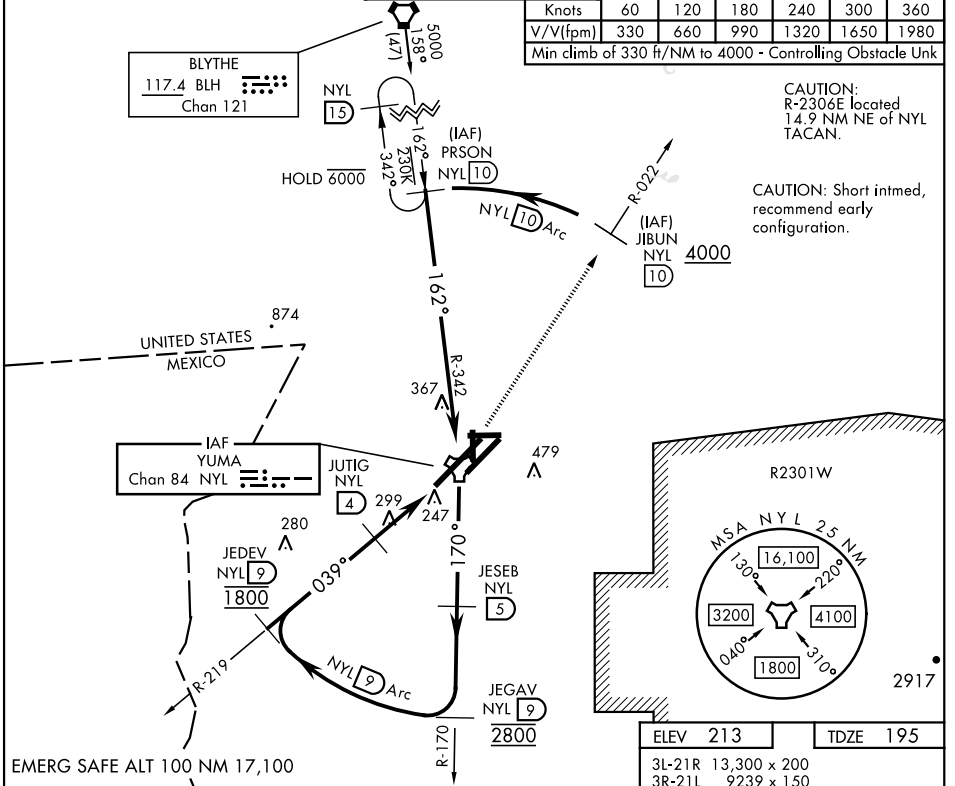 Knots 60 120 180 240 300 360
V/V(fpm) 330 660 990 1320 1650 1980
Min climb of 330 ft/NM to 4000 - Controlling Obstacle Unk
5000
158°
(47)
BLYTHE
117.4 BLH
Chan 121
NYL
15
CAUTION:
R-2306E located
14.9 NM NE of NYL
TACAN.
(IAF)
PRSON
NYL 10
162°
230K
342°
HOLD 6000
R-022
CAUTION: Short intmed,
recommend early
configuration.
NYL 10 Arc
(IAF)
JIBUN
NYL 4000
10
162°
R-342
874
UNITED STATES
MEXICO
367
479
IAF
YUMA
Chan 84 NYL
JUTIG
NYL
4
299
247
280
R2301W
JEDEV
NYL 9
1800
039°
170°
JESEB
NYL
5
MSA NYL 25 NM
16,100
130°
220°
3200
4100
040°
310°
1800
2917
R-219
NYL 9 Arc
JEGAV
NYL 9
2800
R-170
EMERG SAFE ALT 100 NM 17,100
ELEV 213 TDZE 195
3L-21R 13,300 x 200
3R-21L 9239 x 150